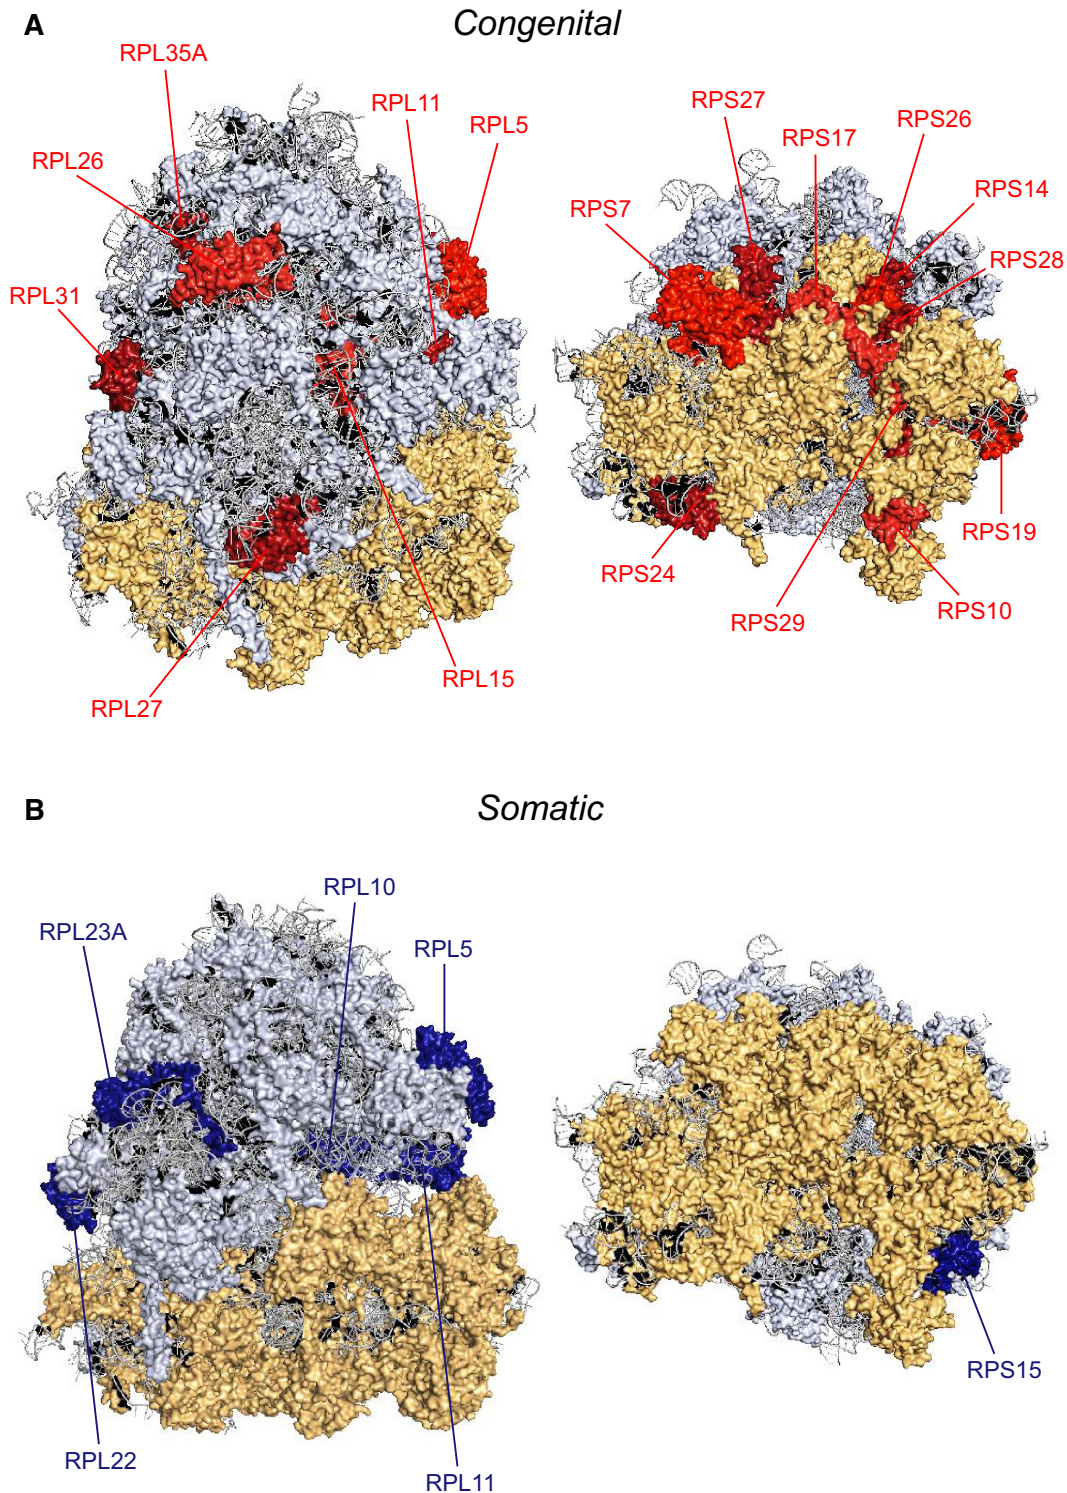 A
Congenital
RPL35A
RPL11
RPL5
RPL26
RPL31
RPL27
RPL15
RPS27
RPS17
RPS26
RPS14
RPS7
RPS28
RPS19
RPS24
RPS29
RPS10
B
Somatic
RPL10
RPL23A
RPL5
RPL22
RPL11
RPS15